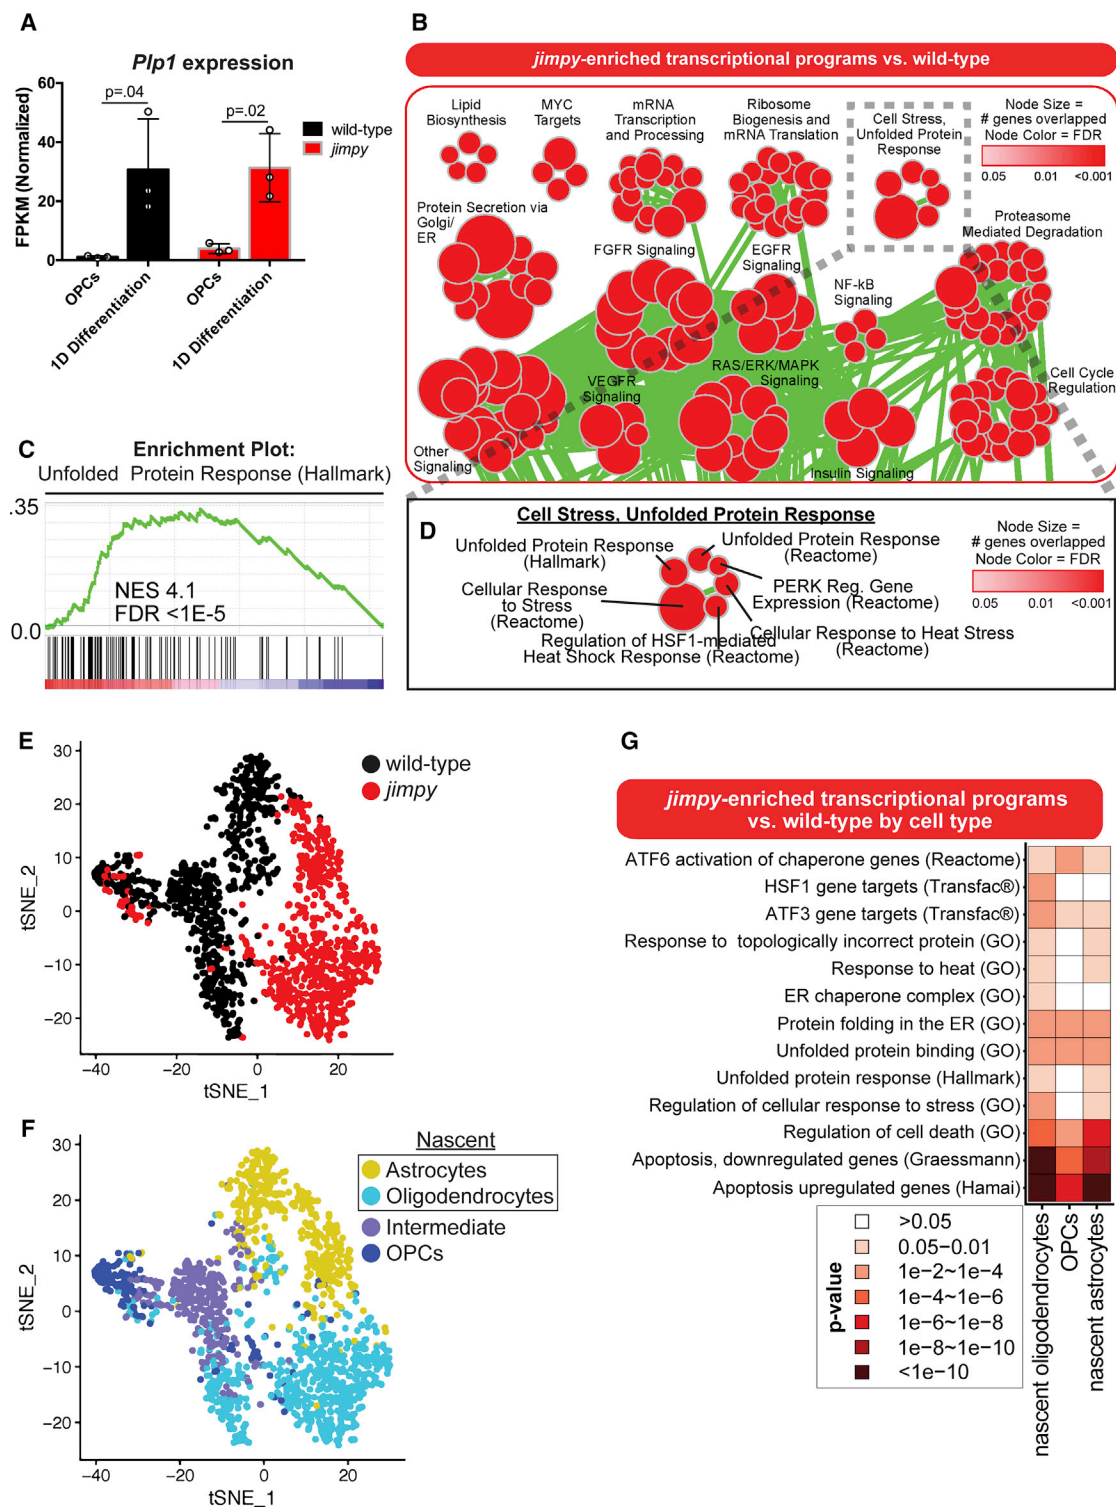 A
Plp1 expression
FPKM (Normalized)
60
40
20
0
p=.04
p=.02
wild-type
jimpy
OPCs
1D Differentiation
OPCs
1D Differentiation
B
jimpy-enriched transcriptional programs vs. wild-type
Lipid
Biosynthesis
MYC
Targets
mRNA
Transcription
and Processing
Ribosome
Biogenesis and
mRNA Translation
Cell Stress,
Unfolded Protein
Response
Node Size =
# genes overlapped
Node Color = FDR
0.05 0.01 <0.001
Protein Secretion via
Golgi/
ER
FGFR Signaling
EGFR
Signaling
NF-kB
Signaling
Proteasome
Mediated Degradation
VEGFR
Signaling
RAS/ERK/MAPK
Signaling
Cell Cycle
Regulation
Other
Signaling
Insulin Signaling
C
Enrichment Plot:
Unfolded Protein Response (Hallmark)
.35
0.0
NES 4.1
FDR <1E-5
D
Cell Stress, Unfolded Protein Response
Unfolded Protein Response
(Hallmark)
Unfolded Protein Response
(Reactome)
Cellular Response
to Stress
(Reactome)
PERK Reg. Gene
Expression (Reactome)
Regulation of HSF1-mediated
Heat Shock Response (Reactome)
Cellular Response to Heat Stress
(Reactome)
Node Size =
# genes overlapped
Node Color = FDR
0.05 0.01 <0.001
E
tSNE_2
30
20
10
0
−10
−20
−40 −20 0 20
tSNE_1
wild-type
jimpy
F
tSNE_2
30
20
10
0
−10
−20
−40 −20 0 20
tSNE_1
Nascent
Astrocytes
Oligodendrocytes
Intermediate
OPCs
G
jimpy-enriched transcriptional programs
vs. wild-type by cell type
ATF6 activation of chaperone genes (Reactome)
HSF1 gene targets (Transfac®)
ATF3 gene targets (Transfac®)
Response to topologically incorrect protein (GO)
Response to heat (GO)
ER chaperone complex (GO)
Protein folding in the ER (GO)
Unfolded protein binding (GO)
Unfolded protein response (Hallmark)
Regulation of cellular response to stress (GO)
Regulation of cell death (GO)
Apoptosis, downregulated genes (Graessmann)
Apoptosis upregulated genes (Hamai)
p-value
>0.05
0.05−0.01
1e−2~1e−4
1e−4~1e−6
1e−6~1e−8
1e−8~1e−10
<1e−10
nascent oligodendrocytes
OPCs
nascent astrocytes